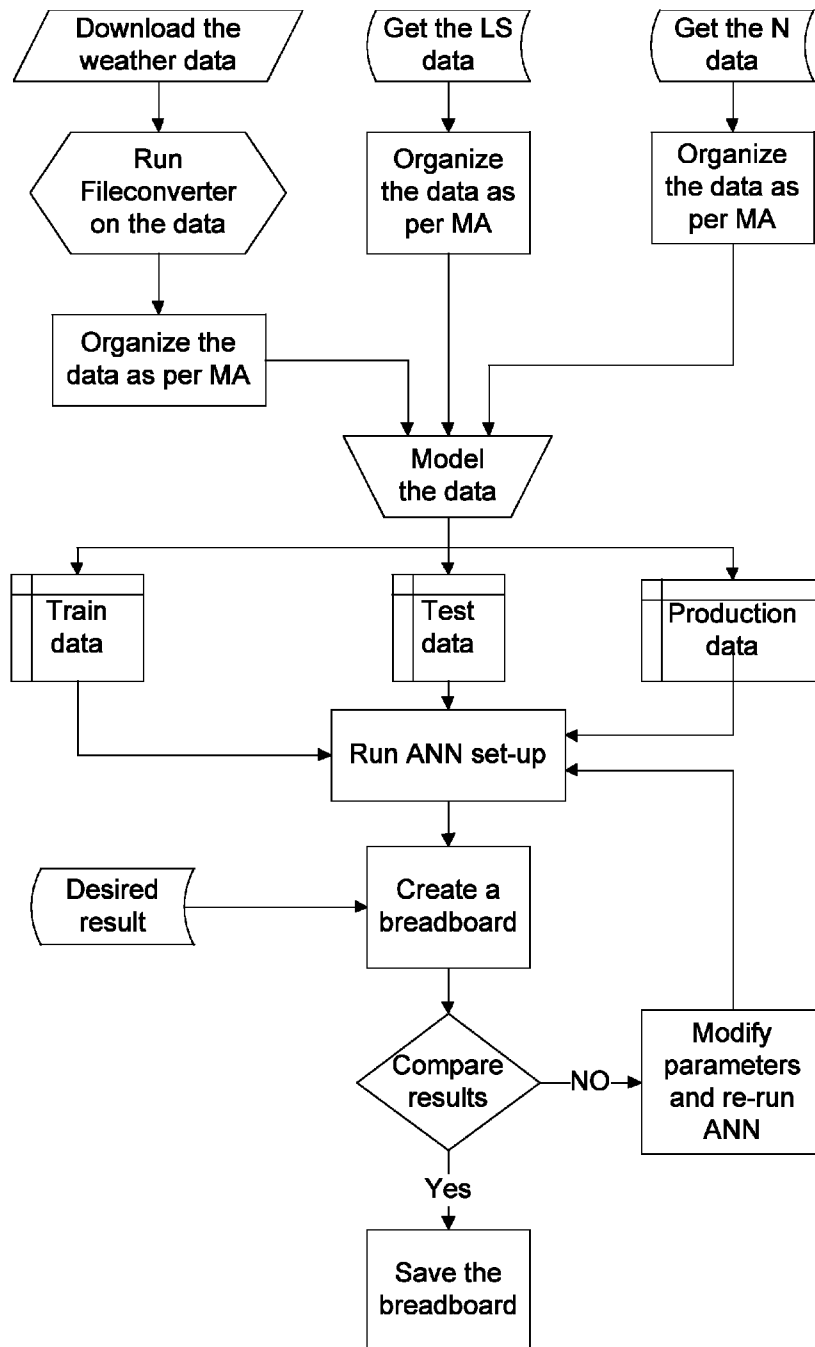 Download the
weather data
Get the LS
data
Get the N
data
Run
Fileconverter
on the data
Organize
the data as
per MA
Organize
the data as
per MA
Organize the
data as per MA
Model
the data
Train
data
Test
data
Production
data
Run ANN set-up
Desired
result
Create a
breadboard
Compare
results
NO
Modify
parameters
and re-run
ANN
Yes
Save the
breadboard